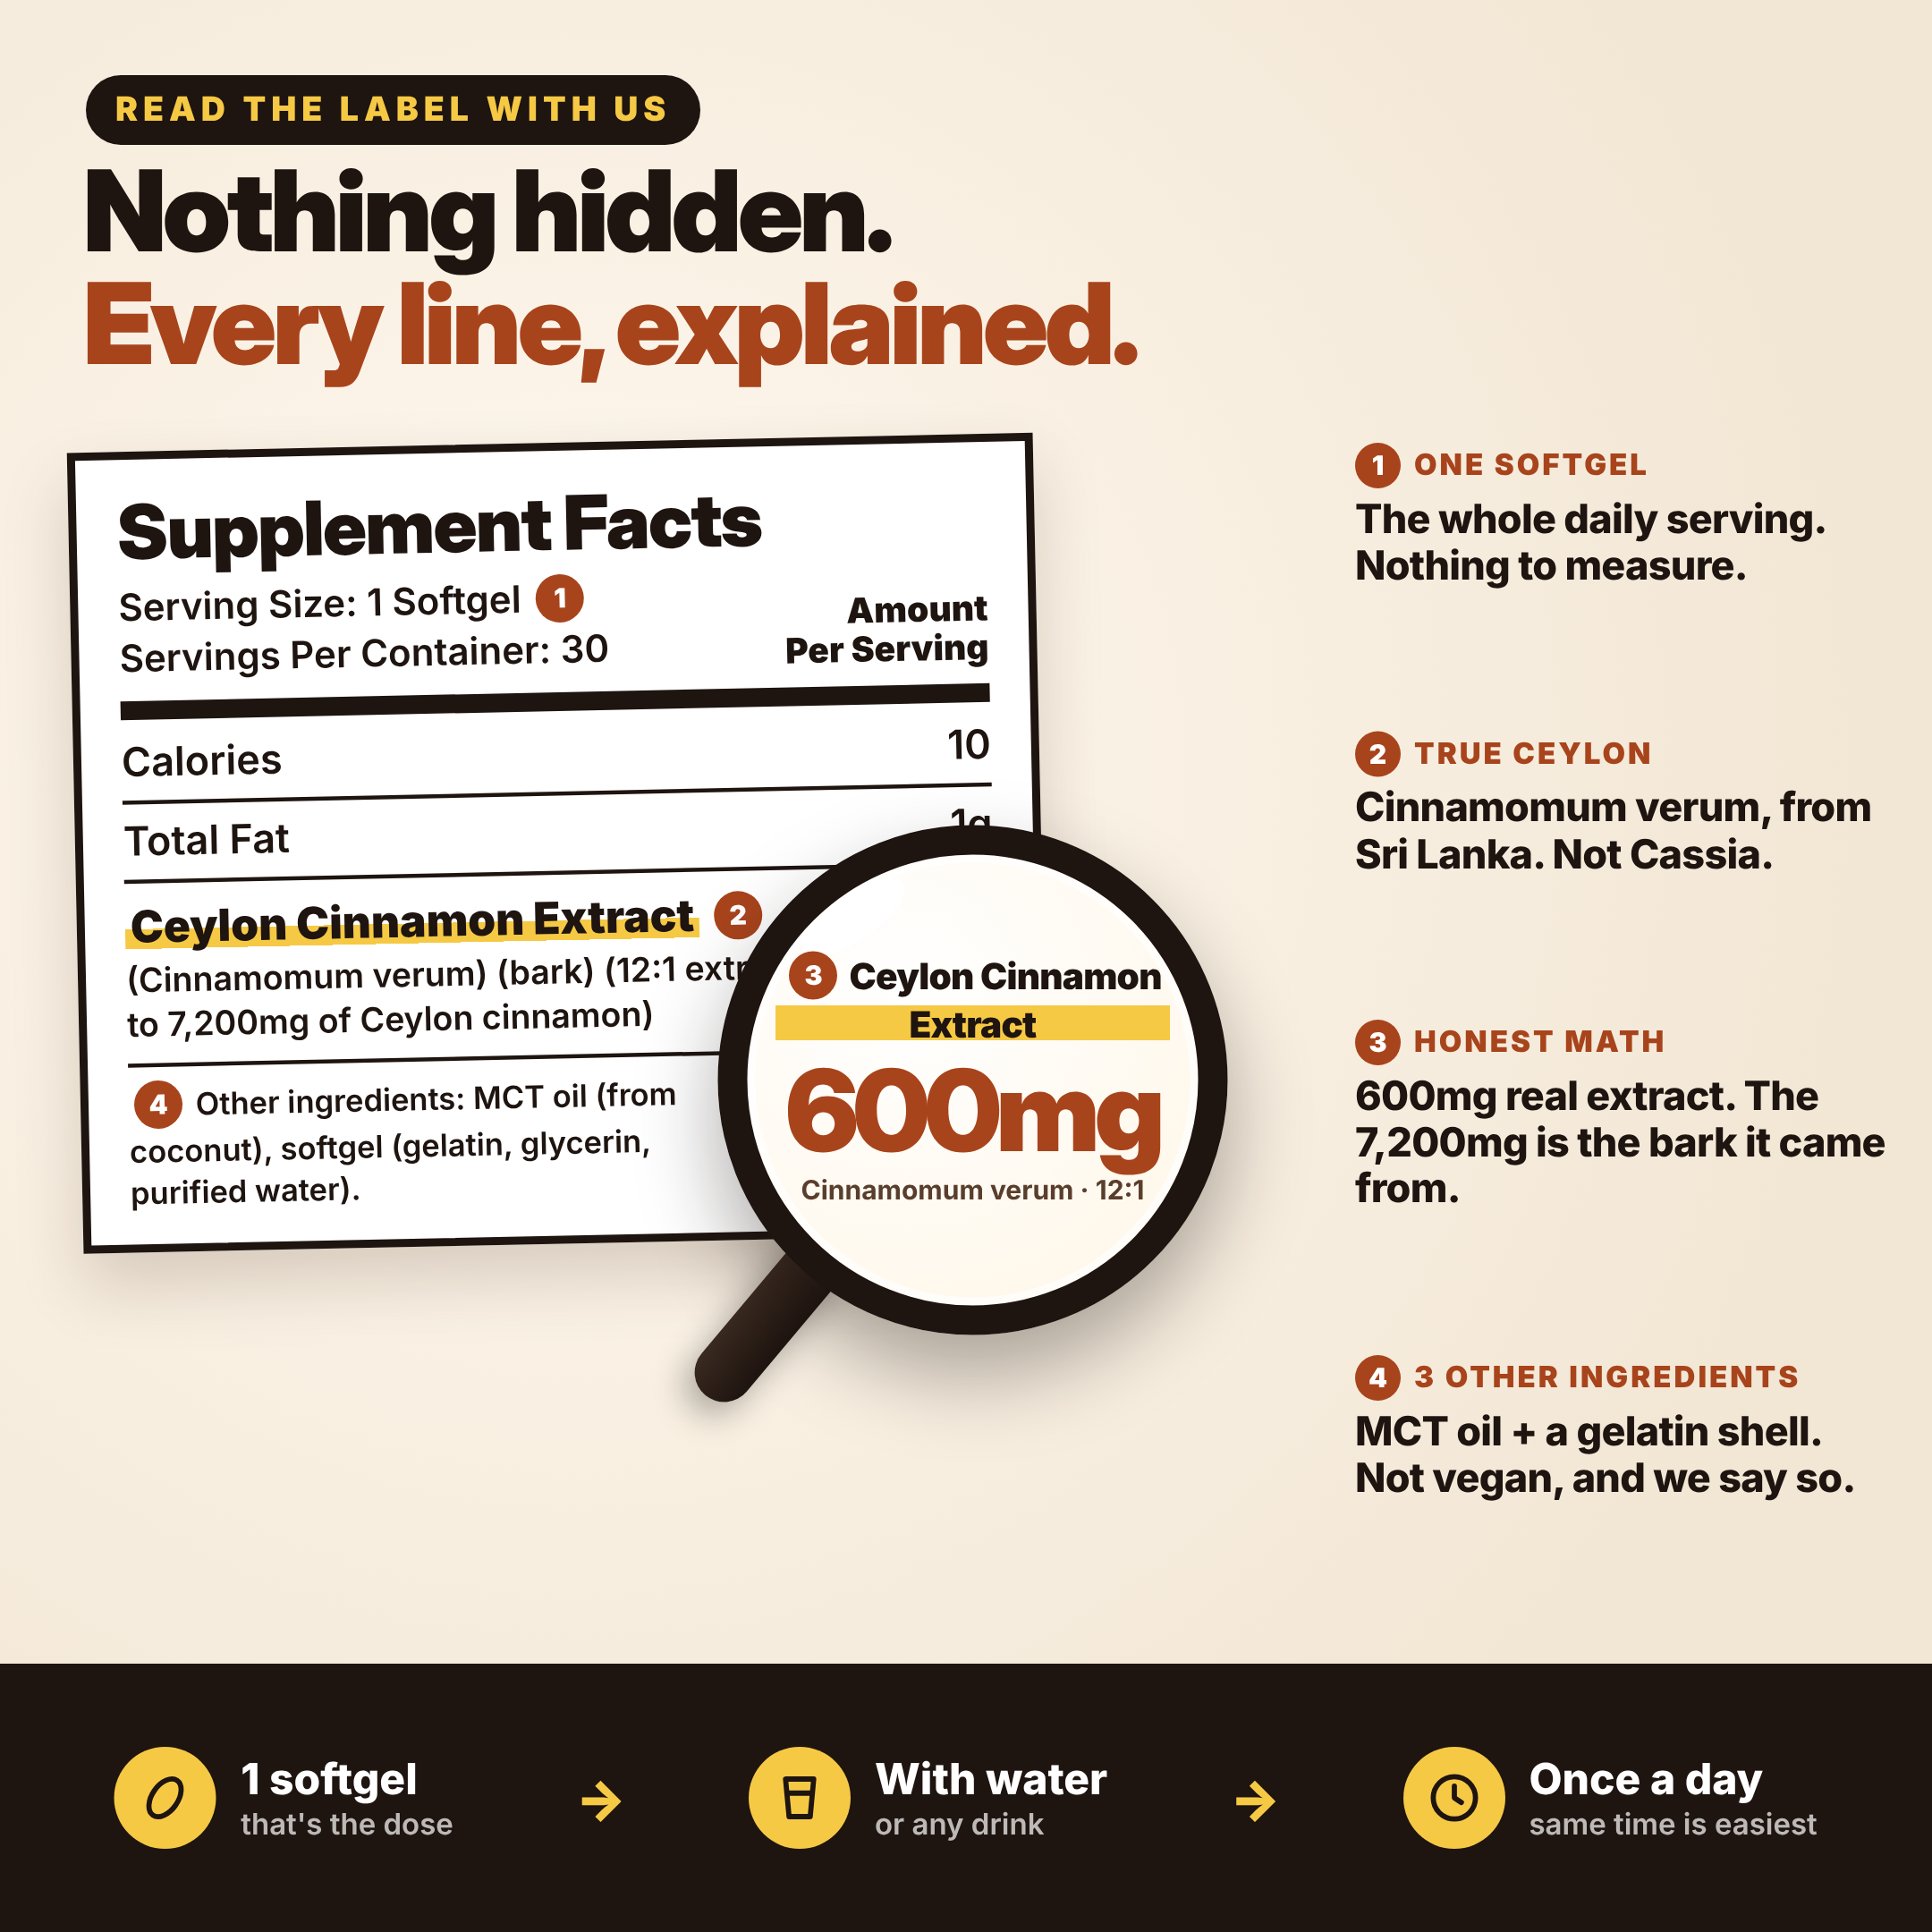 READ THE LABEL WITH US
Nothing hidden.
Every line, explained.
Supplement Facts
Serving Size: 1 Softgel 1
Servings Per Container: 30
Amount
Per Serving
Calories 10
Total Fat 1g
Ceylon Cinnamon Extract 2
(Cinnamomum verum) (bark) (12:1
to 7,200mg of Ceylon cinnamon)
4 Other ingredients: MCT oil (from
coconut), softgel (gelatin, glycerin,
purified water).
3 Ceylon Cinnamon
Extract
600mg
Cinnamomum verum · 12:1
1 ONE SOFTGEL
The whole daily serving.
Nothing to measure.
2 TRUE CEYLON
Cinnamomum verum, from
Sri Lanka. Not Cassia.
3 HONEST MATH
600mg real extract. The
7,200mg is the bark it came
from.
4 3 OTHER INGREDIENTS
MCT oil + a gelatin shell.
Not vegan, and we say so.
1 softgel
that's the dose
With water
or any drink
Once a day
same time is easiest